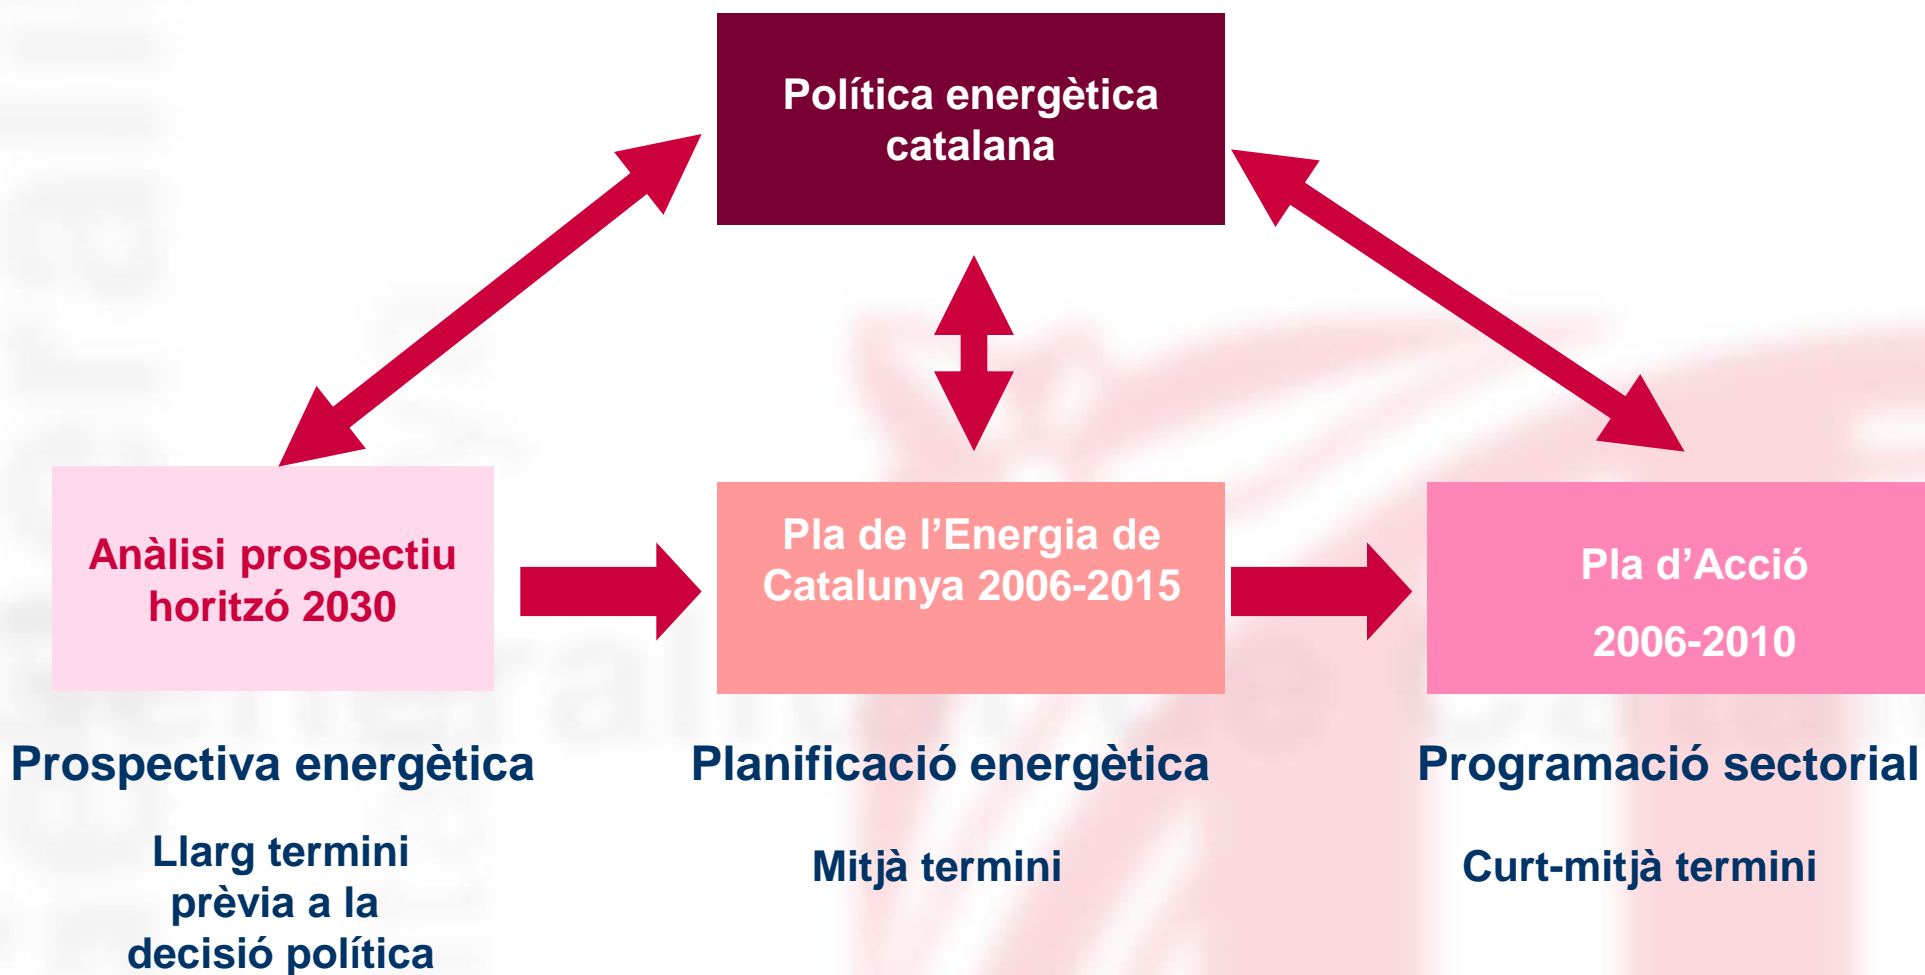 Política energètica
catalana
Anàlisi prospectiu
horitzó 2030
Pla de l’Energia de
Catalunya 2006-2015
Pla d’Acció
2006-2010
Prospectiva energètica
Planificació energètica
Programació sectorial
Llarg termini
prèvia a la
decisió política
Mitjà termini
Curt-mitjà termini